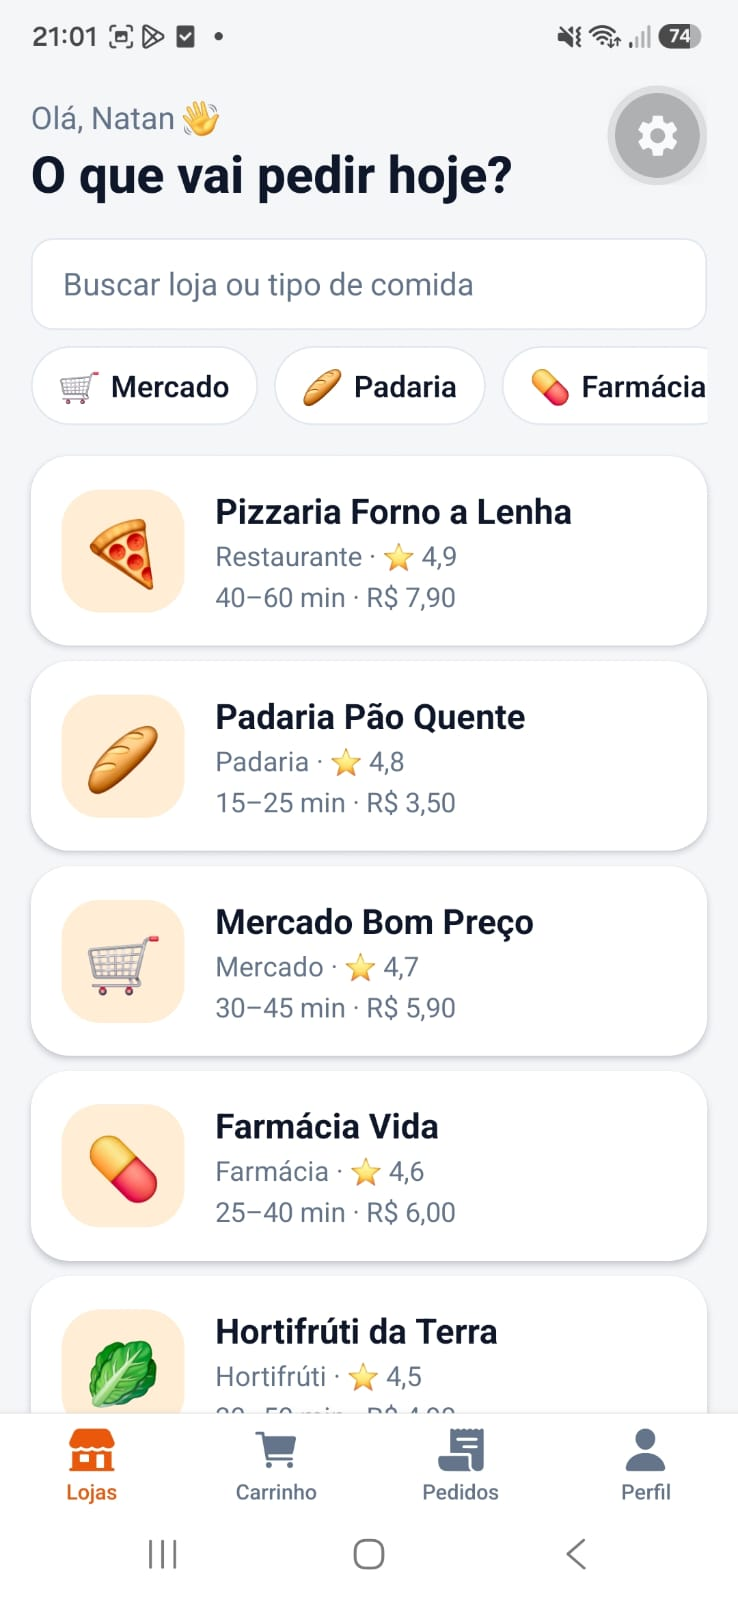 21:01
74
Olá, Natan 👋
O que vai pedir hoje?
Buscar loja ou tipo de comida
Mercado
Padaria
Farmácia
Pizzaria Forno a Lenha
Restaurante · ⭐ 4,9
40–60 min · R$ 7,90
Padaria Pão Quente
Padaria · ⭐ 4,8
15–25 min · R$ 3,50
Mercado Bom Preço
Mercado · ⭐ 4,7
30–45 min · R$ 5,90
Farmácia Vida
Farmácia · ⭐ 4,6
25–40 min · R$ 6,00
Hortifrúti da Terra
Hortifrúti · ⭐ 4,5
Lojas
Carrinho
Pedidos
Perfil